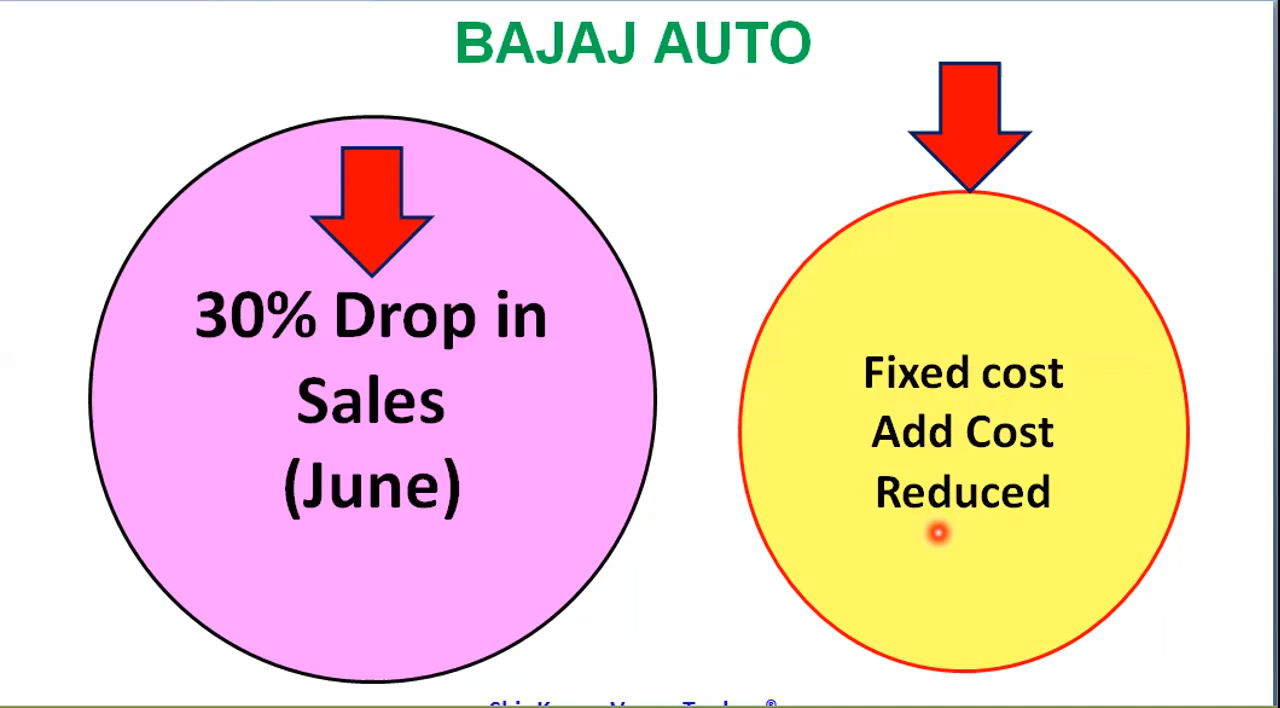 BAJAJ AUTO
30% Drop in
Sales
(June)
Fixed cost
Add Cost
Reduced